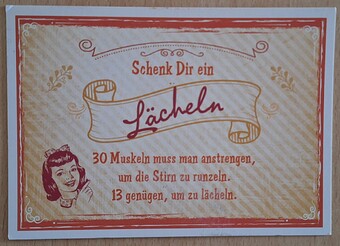 Schenk Dir ein
Lächeln
30 Muskeln muss man anstrengen,
um die Stirn zu runzeln.
13 genügen, um zu lächeln.